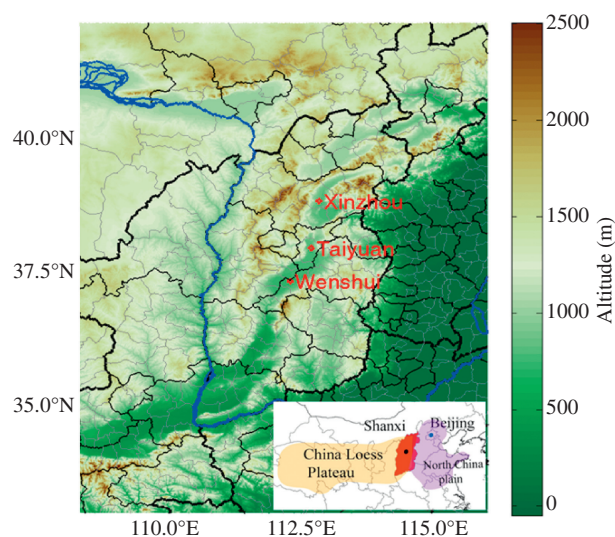 40.0°N
37.5°N
35.0°N
110.0°E
112.5°E
115.0°E
Xinzhou
Taiyuan
Wenshui
Shanxi
Beijing
China Loess
Plateau
North China
plain
2500
2000
1500
1000
500
0
Altitude (m)